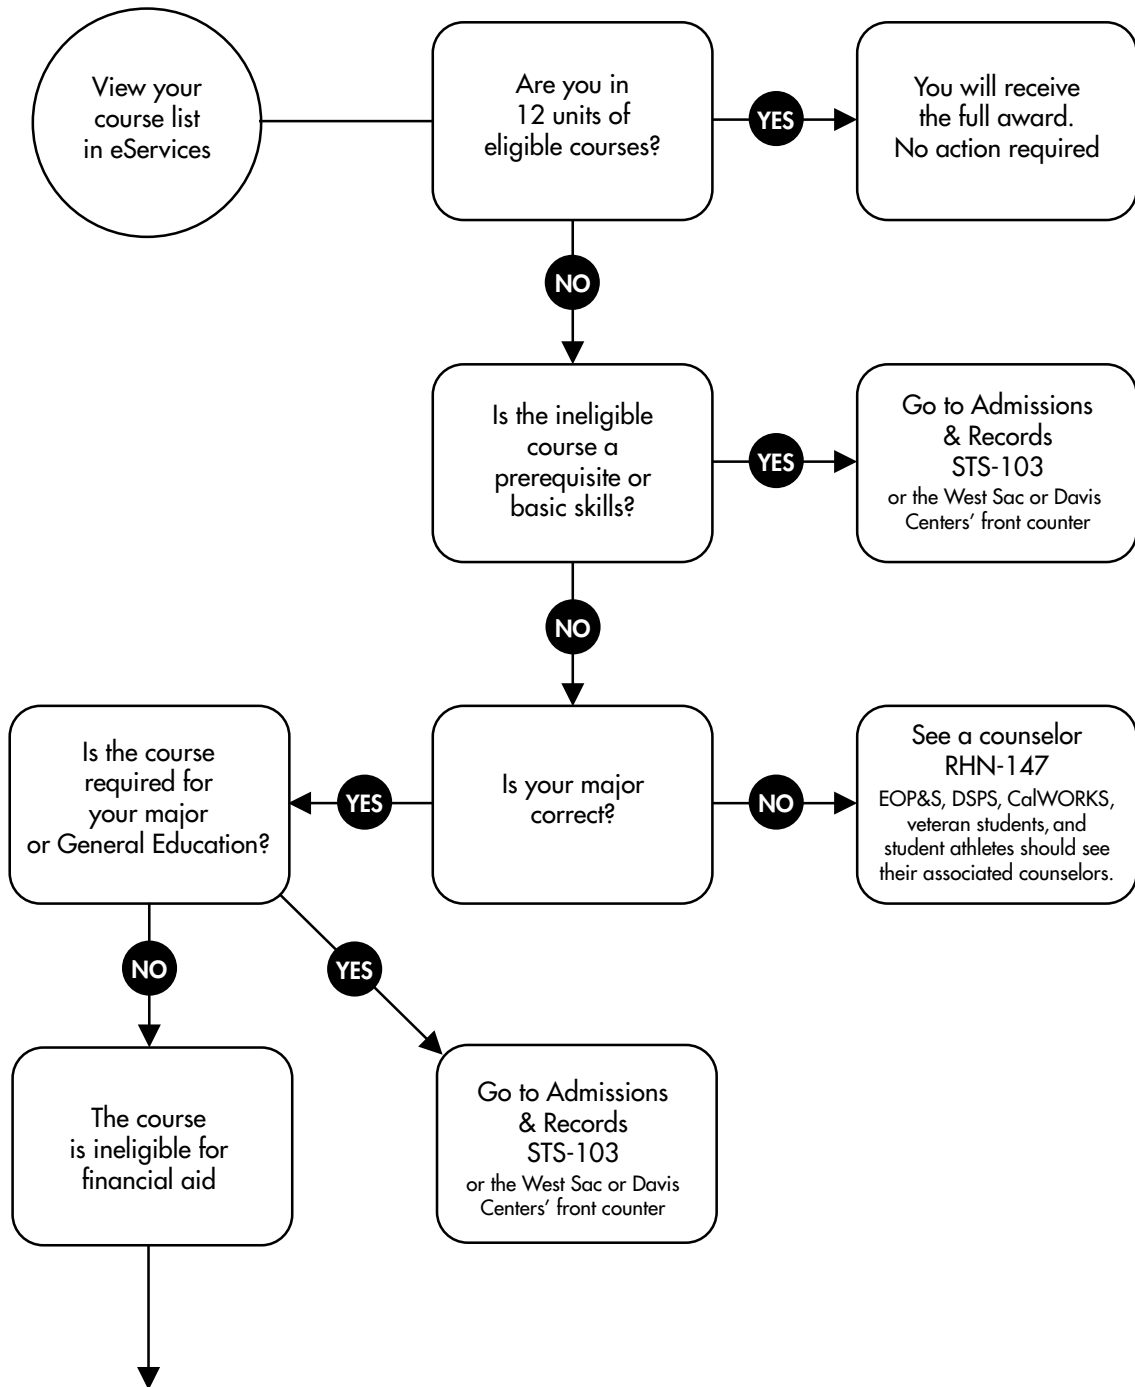 View your
course list
in eServices
Are you in
12 units of
eligible courses?
YES
You will receive
the full award.
No action required
NO
Is the ineligible
course a
prerequisite or
basic skills?
YES
Go to Admissions
& Records
STS-103
or the West Sac or Davis
Centers’ front counter
NO
Is your major
correct?
NO
See a counselor
RHN-147
EOP&S, DSPS, CalWORKS,
veteran students, and
student athletes should see
their associated counselors.
YES
Is the course
required for
your major
or General Education?
NO
The course
is ineligible for
financial aid
YES
Go to Admissions
& Records
STS-103
or the West Sac or Davis
Centers’ front counter